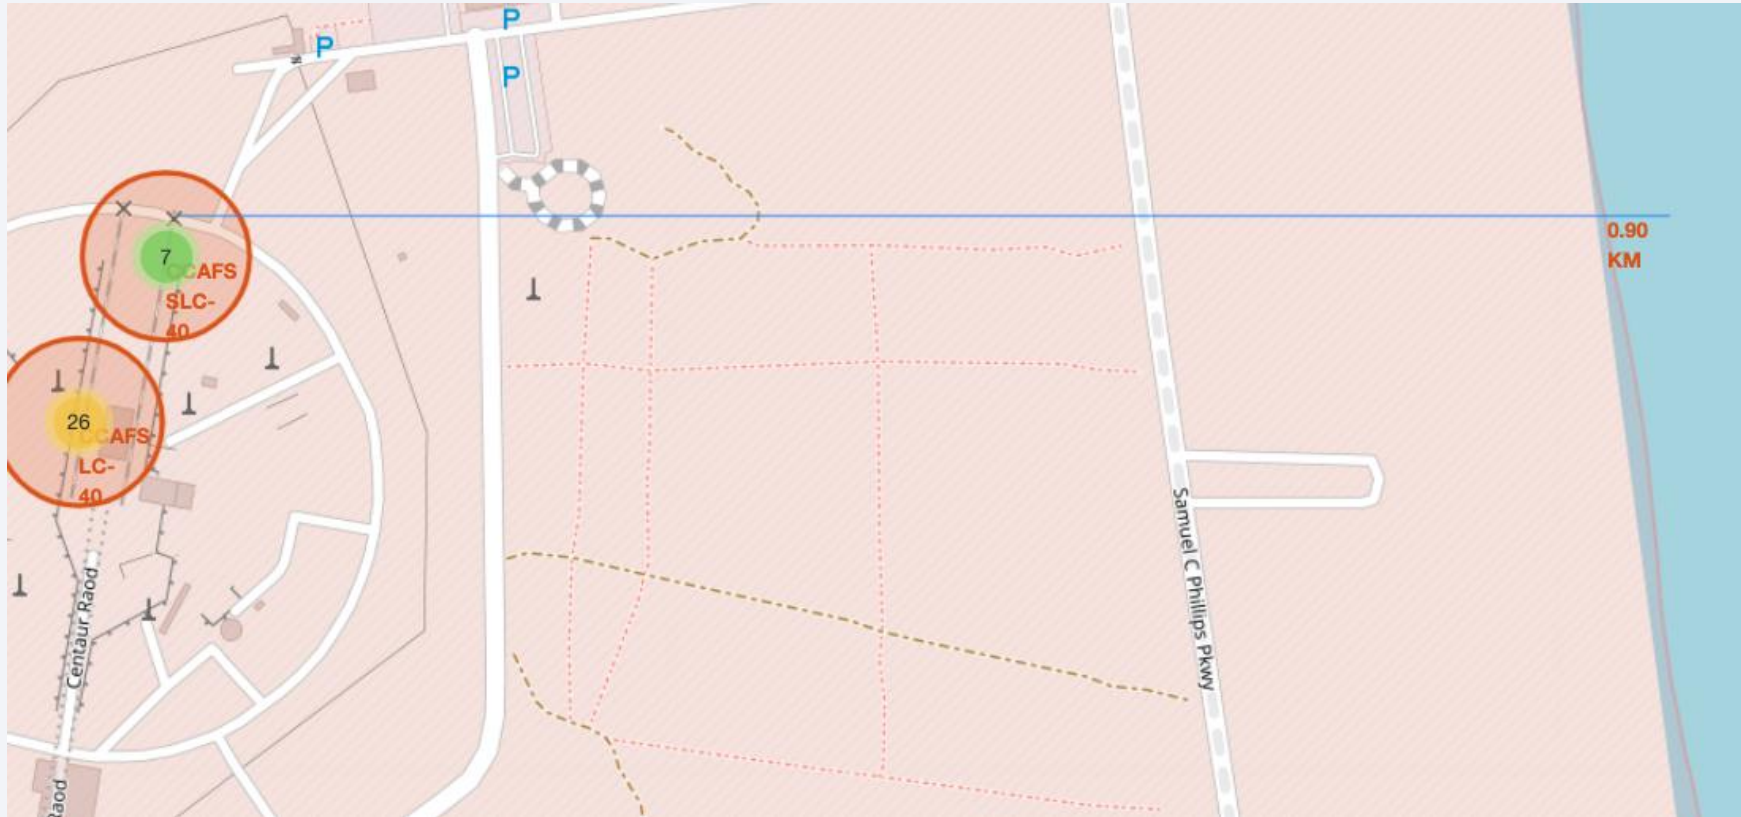 P
P
P
0.90
KM
7
CCAFS
SLC-
40
26
CCAFS
LC-
40
Samuel C Phillips Pkwy
Centaur Raod
Raod